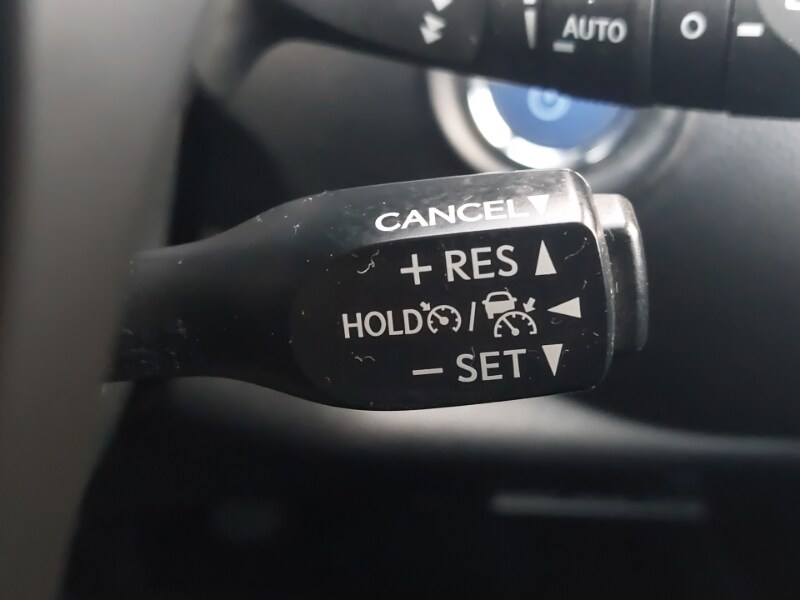 AUTO
CANCEL
+ RES
HOLD /
− SET